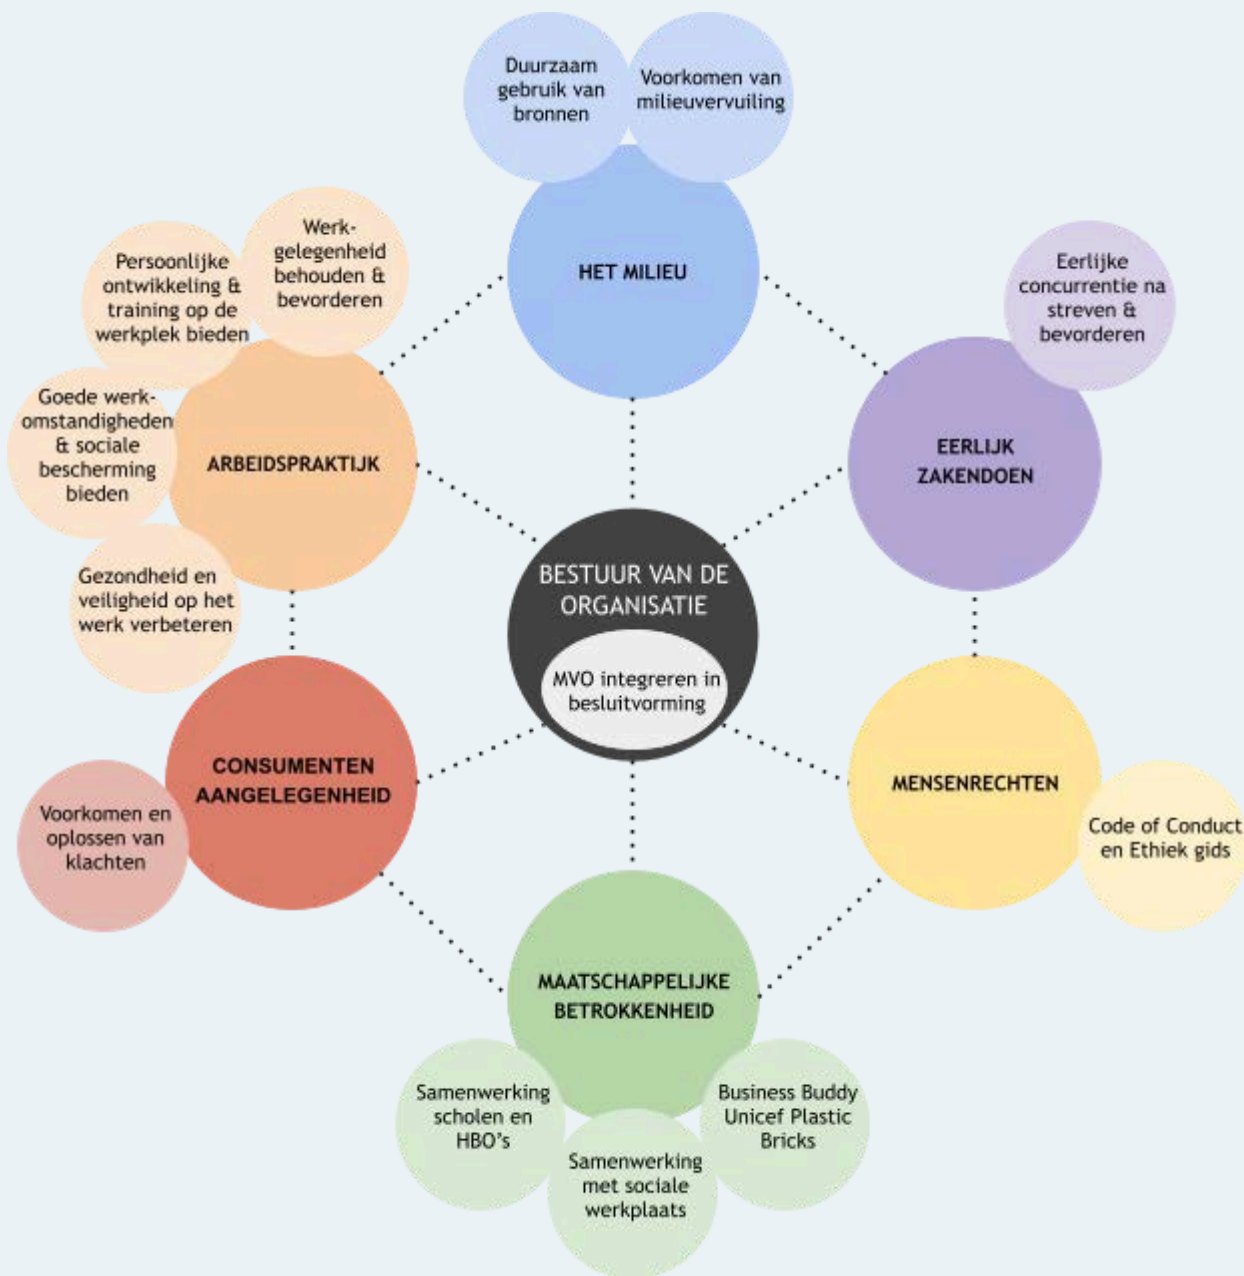 Duurzaam
gebruik van
bronnen
Voorkomen van
milieuvervuiling
HET MILIEU
Werk-
gelegenheid
behouden &
bevorderen
Persoonlijke
ontwikkeling &
training op de
werkplek bieden
Goede werk-
omstandigheden
& sociale
bescherming
bieden
Gezondheid en
veiligheid op het
werk verbeteren
ARBEIDSPRAKTIJK
Eerlijke
concurrentie na
streven &
bevorderen
EERLIJK
ZAKENDOEN
BESTUUR VAN DE
ORGANISATIE
MVO integreren in
besluitvorming
CONSUMENTEN
AANGELEGENHEID
Voorkomen en
oplossen van
klachten
MENSENRECHTEN
Code of Conduct
en Ethiek gids
MAATSCHAPPELIJKE
BETROKKENHEID
Samenwerking
scholen en
HBO's
Samenwerking
met sociale
werkplaats
Business Buddy
Unicef Plastic
Bricks